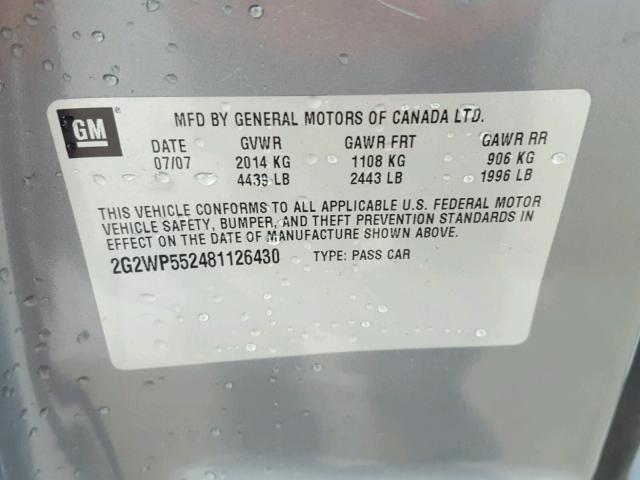 GM
MFD BY GENERAL MOTORS OF CANADA LTD.
DATE GVWR GAWR FRT GAWR RR
07/07 2014 KG 1108 KG 906 KG
4439 LB 2443 LB 1996 LB
THIS VEHICLE CONFORMS TO ALL APPLICABLE U.S. FEDERAL MOTOR
VEHICLE SAFETY, BUMPER, AND THEFT PREVENTION STANDARDS IN
EFFECT ON THE DATE OF MANUFACTURE SHOWN ABOVE.
2G2WP552481126430 TYPE: PASS CAR